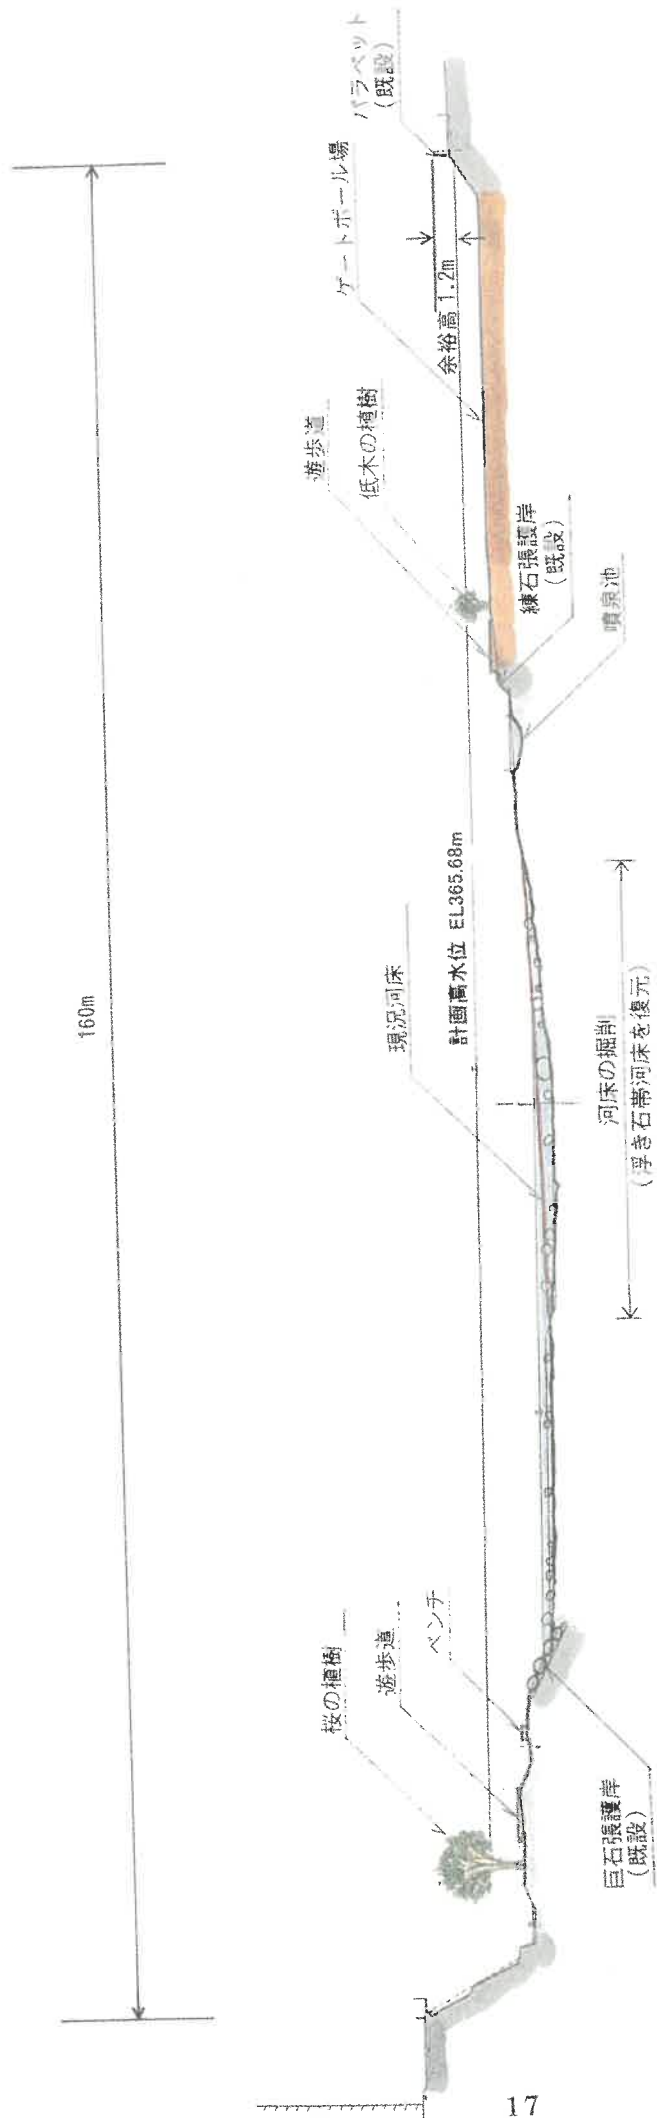 160m
桜の植樹
遊歩道
ベンチ
巨石張護岸
(既設)
現況河床
計画高水位 EL365.68m
河床の掘削
(浮き石帯河床を復元)
遊歩道
低木の植樹
練石張護岸
(既設)
噴泉池
ゲートボール場
余裕高1.2m
パラペット
(既設)
17